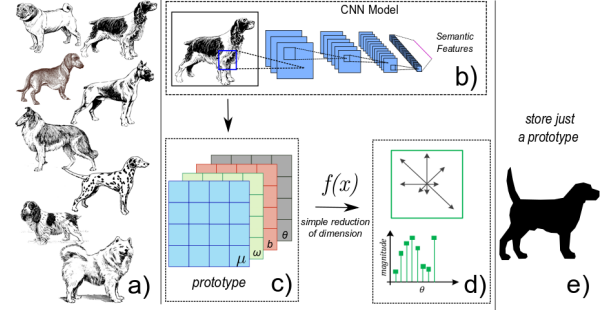 a)
CNN Model
Semantic
Features
b)
μ
ω
b
θ
prototype
c)
f(x)
simple reduction
of dimension
magnitude
θ
d)
store just
a prototype
e)